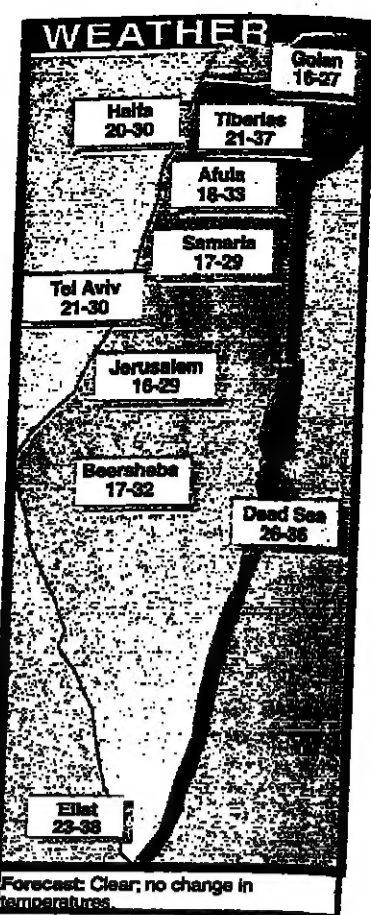 WEATHER
Golan
16-27
Haifa
20-30
Tiberias
21-37
Afula
18-33
Samaria
17-29
Tel Aviv
21-30
Jerusalem
16-29
Beersheba
17-32
Dead Sea
26-36
Eilat
23-38
Forecast: Clear; no change in
temperatures.